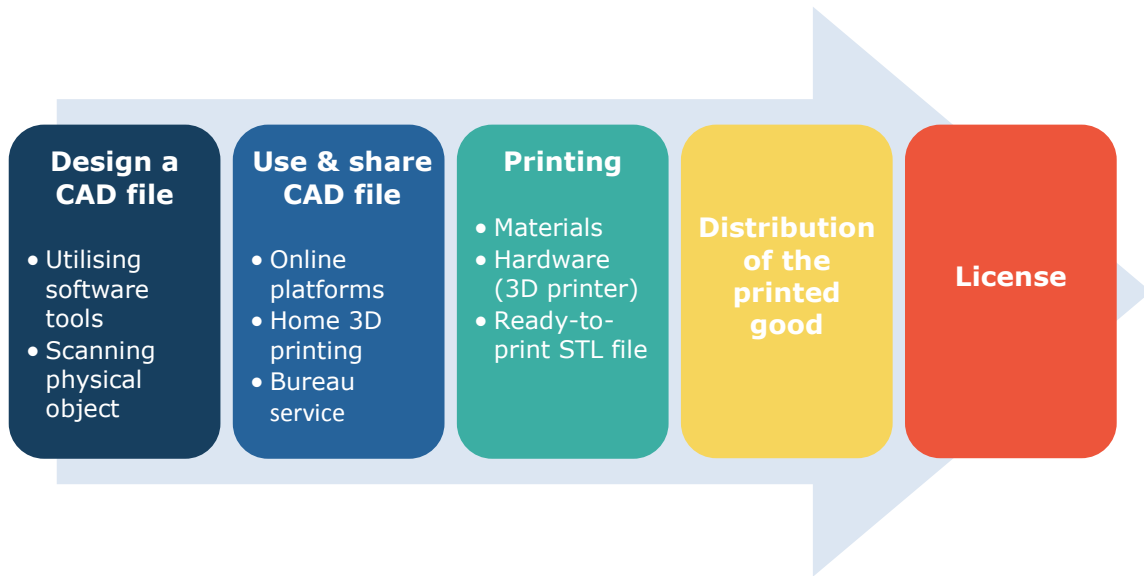 Design a
CAD file
• Utilising
software
tools
• Scanning
physical
object
Use & share
CAD file
• Online
platforms
• Home 3D
printing
• Bureau
service
Printing
• Materials
• Hardware
(3D printer)
• Ready-to-
print STL file
Distribution
of the
printed
good
License